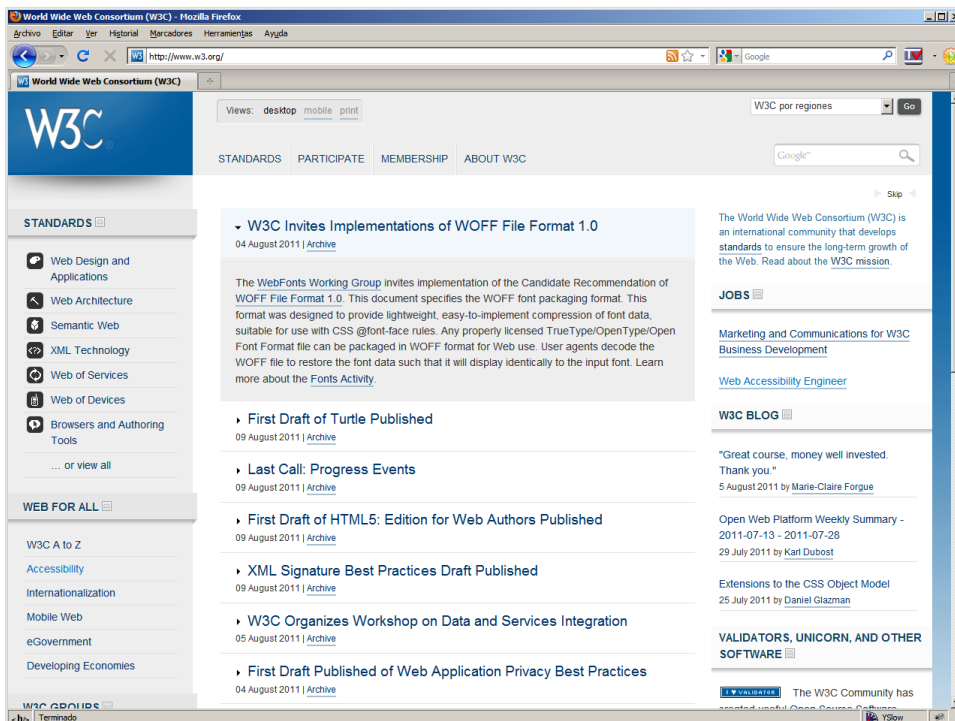 World Wide Web Consortium (W3C) - Mozilla Firefox
Archivo Editar Ver Historial Marcadores Herramientas Ayuda
http://www.w3.org/
Google
World Wide Web Consortium (W3C)
W3C
Views: desktop mobile print
W3C por regiones
Go
STANDARDS PARTICIPATE MEMBERSHIP ABOUT W3C
Google
Skip
STANDARDS
Web Design and
Applications
Web Architecture
Semantic Web
XML Technology
Web of Services
Web of Devices
Browsers and Authoring
Tools
... or view all
WEB FOR ALL
W3C A to Z
Accessibility
Internationalization
Mobile Web
eGovernment
Developing Economies
W3C GROUPS
W3C Invites Implementations of WOFF File Format 1.0
04 August 2011 | Archive
The WebFonts Working Group invites implementation of the Candidate Recommendation of
WOFF File Format 1.0. This document specifies the WOFF font packaging format. This
format was designed to provide lightweight, easy-to-implement compression of font data,
suitable for use with CSS @font-face rules. Any properly licensed TrueType/OpenType/Open
Font Format file can be packaged in WOFF format for Web use. User agents decode the
WOFF file to restore the font data such that it will display identically to the input font. Learn
more about the Fonts Activity.
First Draft of Turtle Published
09 August 2011 | Archive
Last Call: Progress Events
09 August 2011 | Archive
First Draft of HTML5: Edition for Web Authors Published
09 August 2011 | Archive
XML Signature Best Practices Draft Published
09 August 2011 | Archive
W3C Organizes Workshop on Data and Services Integration
05 August 2011 | Archive
First Draft Published of Web Application Privacy Best Practices
04 August 2011 | Archive
The World Wide Web Consortium (W3C) is
an international community that develops
standards to ensure the long-term growth of
the Web. Read about the W3C mission.
JOBS
Marketing and Communications for W3C
Business Development
Web Accessibility Engineer
W3C BLOG
"Great course, money well invested.
Thank you."
5 August 2011 by Marie-Claire Forgue
Open Web Platform Weekly Summary -
2011-07-13 - 2011-07-28
29 July 2011 by Karl Dubost
Extensions to the CSS Object Model
25 July 2011 by Daniel Glazman
VALIDATORS, UNICORN, AND OTHER
SOFTWARE
I ♥ VALIDATOR The W3C Community has
created useful Open Source Software
Terminado
YSlow